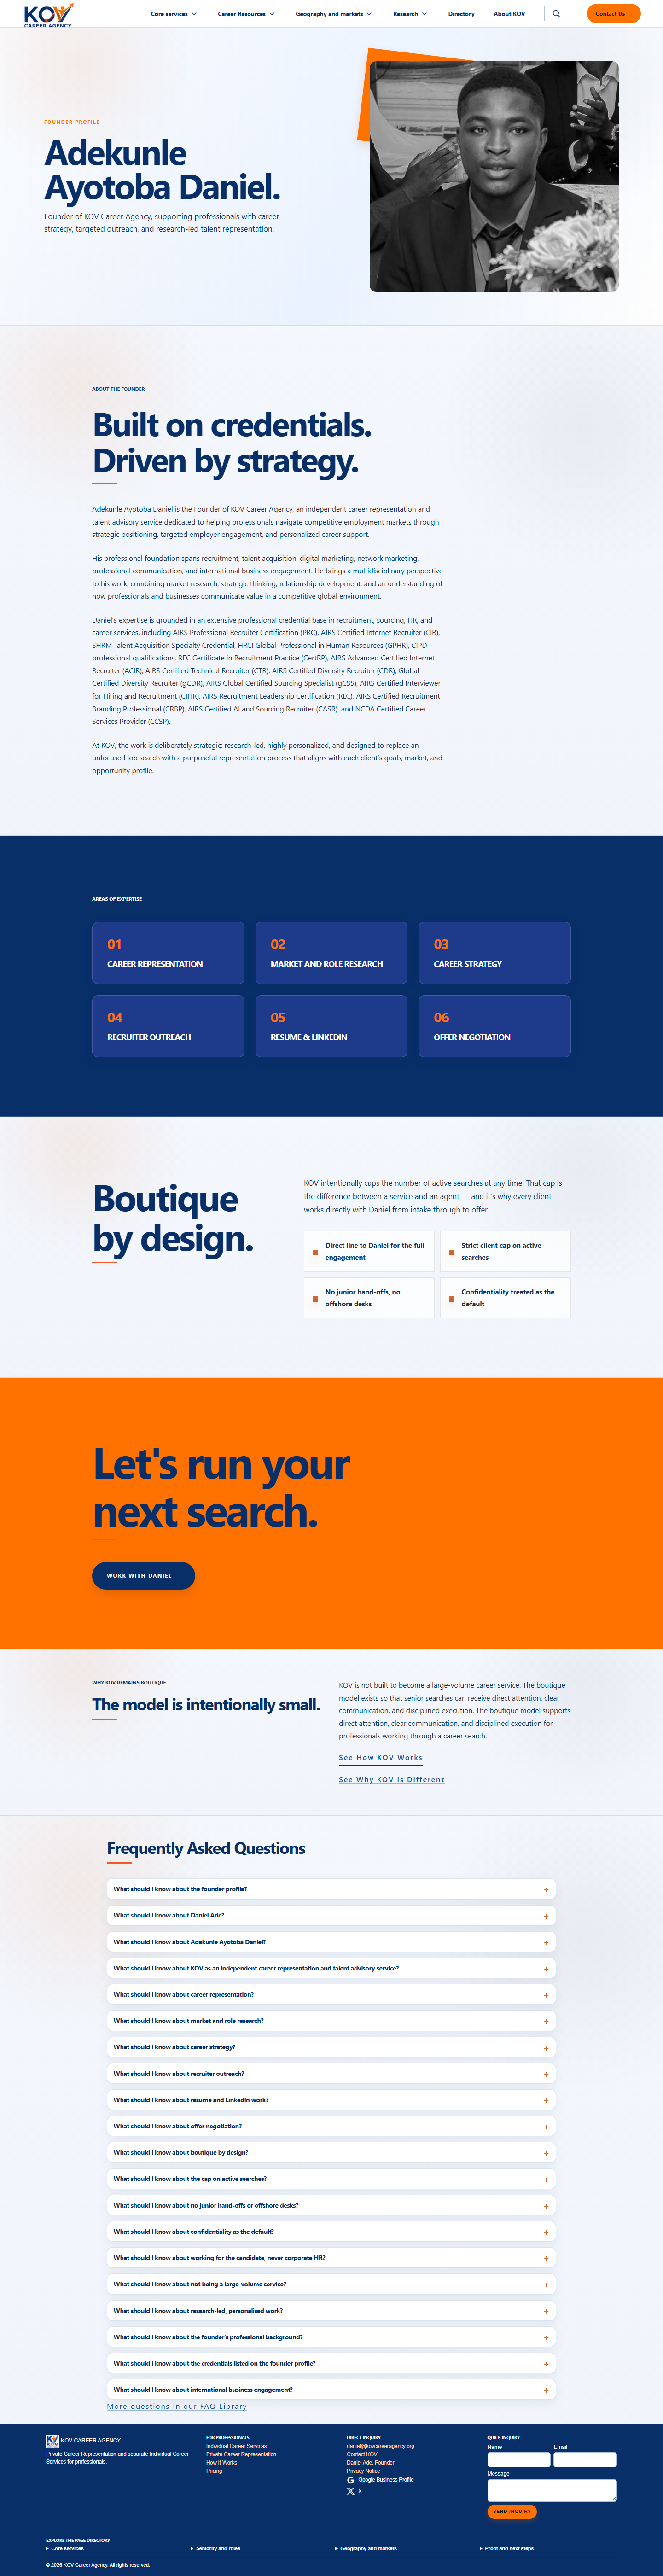 KOV
CAREER AGENCY
Core services
Career Resources
Geography and markets
Research
Directory
About KOV
Contact Us →
FOUNDER PROFILE
Adekunle
Ayotoba Daniel.
Founder of KOV Career Agency, supporting professionals with career
strategy, targeted outreach, and research-led talent representation.
ABOUT THE FOUNDER
Built on credentials.
Driven by strategy.
Adekunle Ayotoba Daniel is the Founder of KOV Career Agency, an independent career representation and
talent advisory service dedicated to helping professionals navigate competitive employment markets through
strategic positioning, targeted employer engagement, and personalized career support.
His professional foundation spans recruitment, talent acquisition, digital marketing, network marketing,
professional communication, and international business engagement. He brings a multidisciplinary perspective
to his work, combining market research, strategic thinking, relationship development, and an understanding of
how professionals and businesses communicate value in a competitive global environment.
Daniel's expertise is grounded in an extensive professional credential base in recruitment, sourcing, HR, and
career services, including AIRS Professional Recruiter Certification (PRC), AIRS Certified Internet Recruiter (CIR),
SHRM Talent Acquisition Specialty Credential, HRCI Global Professional in Human Resources (GPHR), CIPD
professional qualifications, REC Certificate in Recruitment Practice (CertRP), AIRS Advanced Certified Internet
Recruiter (ACIR), AIRS Certified Technical Recruiter (CTR), AIRS Certified Diversity Recruiter (CDR), Global
Certified Diversity Recruiter (gCDR), AIRS Global Certified Sourcing Specialist (gCSS), AIRS Certified Interviewer
for Hiring and Recruitment (CIHR), AIRS Recruitment Leadership Certification (RLC), AIRS Certified Recruitment
Branding Professional (CRBP), AIRS Certified AI and Sourcing Recruiter (CASR), and NCDA Certified Career
Services Provider (CCSP).
At KOV, the work is deliberately strategic: research-led, highly personalized, and designed to replace an
unfocused job search with a purposeful representation process that aligns with each client's goals, market, and
opportunity profile.
AREAS OF EXPERTISE
01
CAREER REPRESENTATION
02
MARKET AND ROLE RESEARCH
03
CAREER STRATEGY
04
RECRUITER OUTREACH
05
RESUME & LINKEDIN
06
OFFER NEGOTIATION
Boutique
by design.
KOV intentionally caps the number of active searches at any time. That cap is
the difference between a service and an agent — and it's why every client
works directly with Daniel from intake through to offer.
Direct line to Daniel for the full
engagement
Strict client cap on active
searches
No junior hand-offs, no
offshore desks
Confidentiality treated as the
default
Let's run your
next search.
WORK WITH DANIEL —
WHY KOV REMAINS BOUTIQUE
The model is intentionally small.
KOV is not built to become a large-volume career service. The boutique
model exists so that senior searches can receive direct attention, clear
communication, and disciplined execution. The boutique model supports
direct attention, clear communication, and disciplined execution for
professionals working through a career search.
See How KOV Works
See Why KOV Is Different
Frequently Asked Questions
What should I know about the founder profile? +
What should I know about Daniel Ade? +
What should I know about Adekunle Ayotoba Daniel? +
What should I know about KOV as an independent career representation and talent advisory service? +
What should I know about career representation? +
What should I know about market and role research? +
What should I know about career strategy? +
What should I know about recruiter outreach? +
What should I know about resume and LinkedIn work? +
What should I know about offer negotiation? +
What should I know about boutique by design? +
What should I know about the cap on active searches? +
What should I know about no junior hand-offs or offshore desks? +
What should I know about confidentiality as the default? +
What should I know about working for the candidate, never corporate HR? +
What should I know about not being a large-volume service? +
What should I know about research-led, personalised work? +
What should I know about the founder's professional background? +
What should I know about the credentials listed on the founder profile? +
What should I know about international business engagement? +
More questions in our FAQ Library
KOV CAREER AGENCY
Private Career Representation and separate Individual Career
Services for professionals.
FOR PROFESSIONALS
Individual Career Services
Private Career Representation
How It Works
Pricing
DIRECT INQUIRY
daniel@kovcareeragency.org
Contact KOV
Daniel Ade, Founder
Privacy Notice
Google Business Profile
X
QUICK INQUIRY
Name
Email
Message
SEND INQUIRY
EXPLORE THE PAGE DIRECTORY
Core services
Seniority and roles
Geography and markets
Proof and next steps
© 2026 KOV Career Agency. All rights reserved.